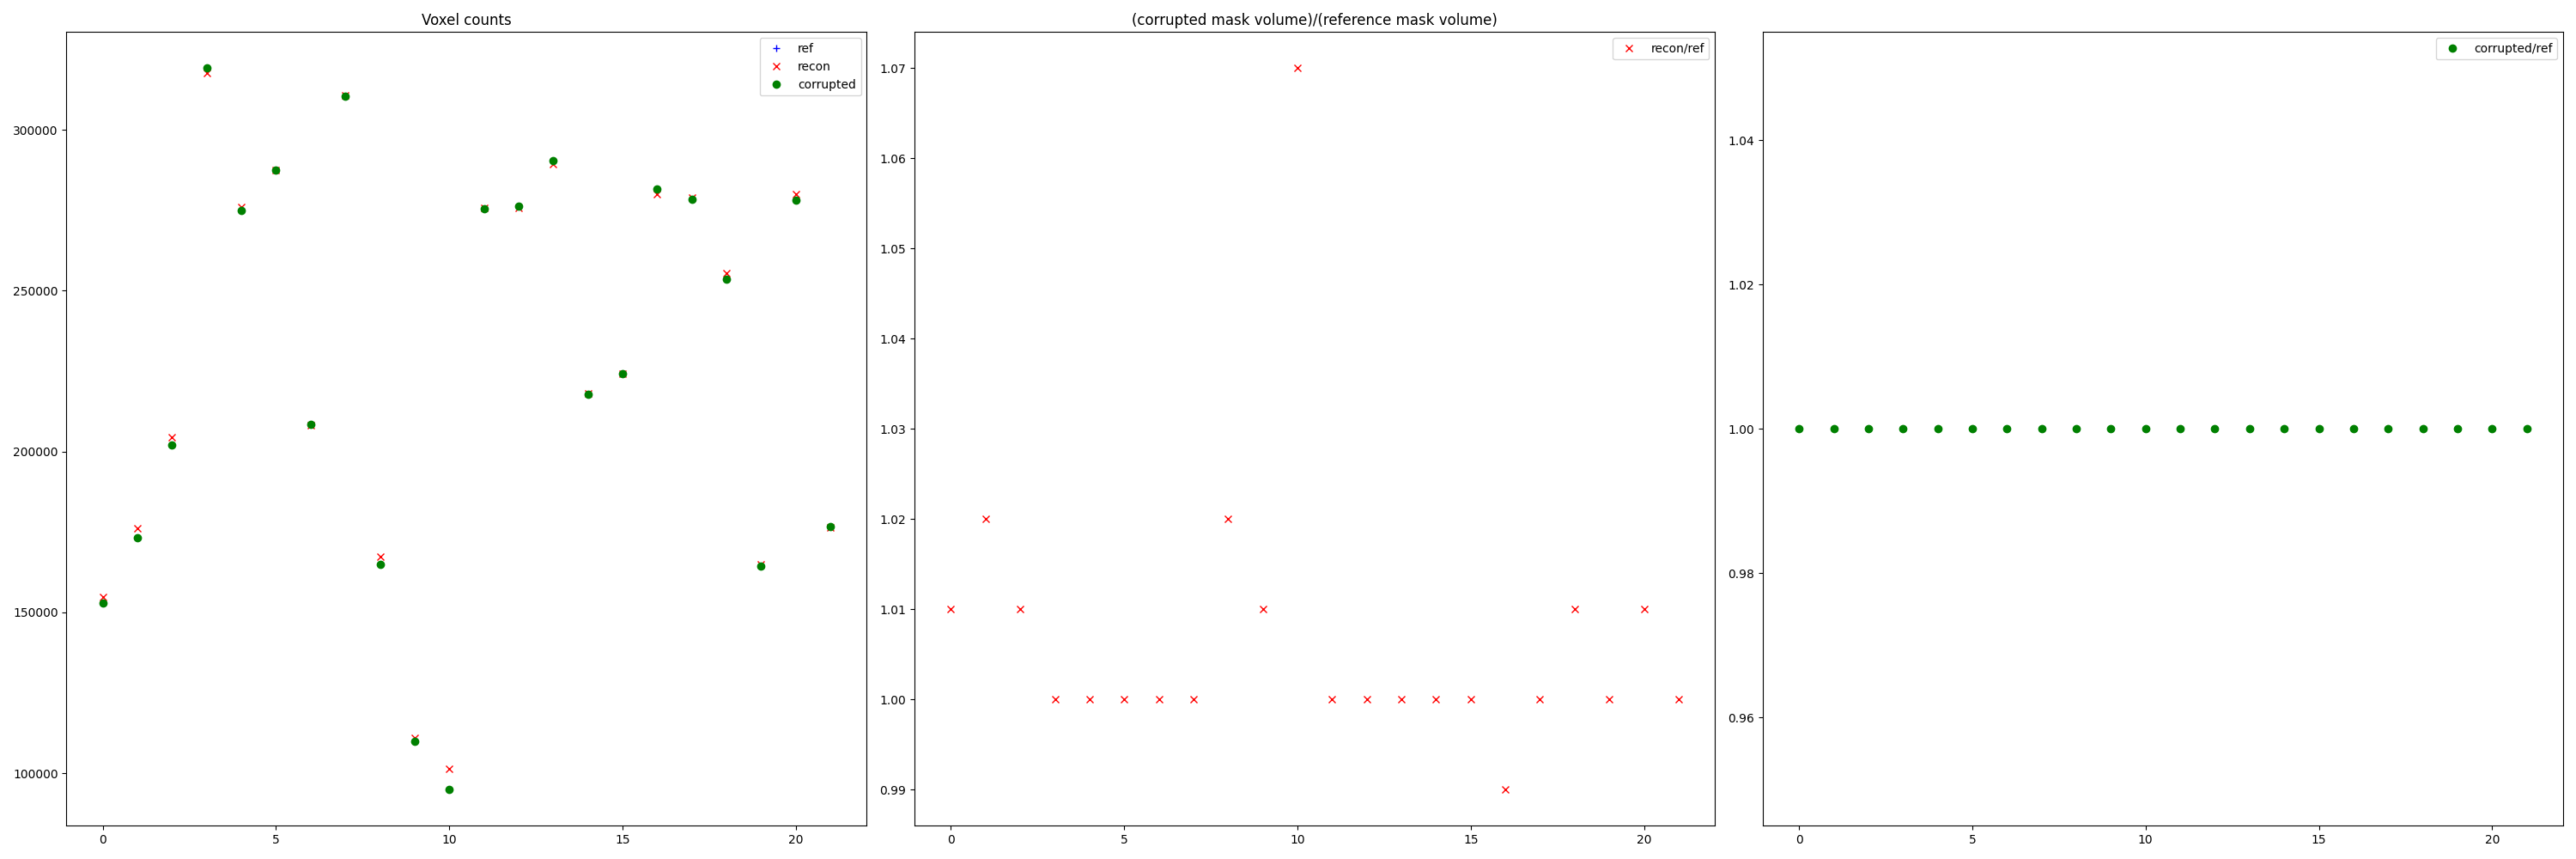 Voxel counts
ref
recon
corrupted
300000
250000
200000
150000
100000
0 5 10 15 20
(corrupted mask volume)/(reference mask volume)
recon/ref
1.07
1.06
1.05
1.04
1.03
1.02
1.01
1.00
0.99
0 5 10 15 20
corrupted/ref
1.04
1.02
1.00
0.98
0.96
0 5 10 15 20